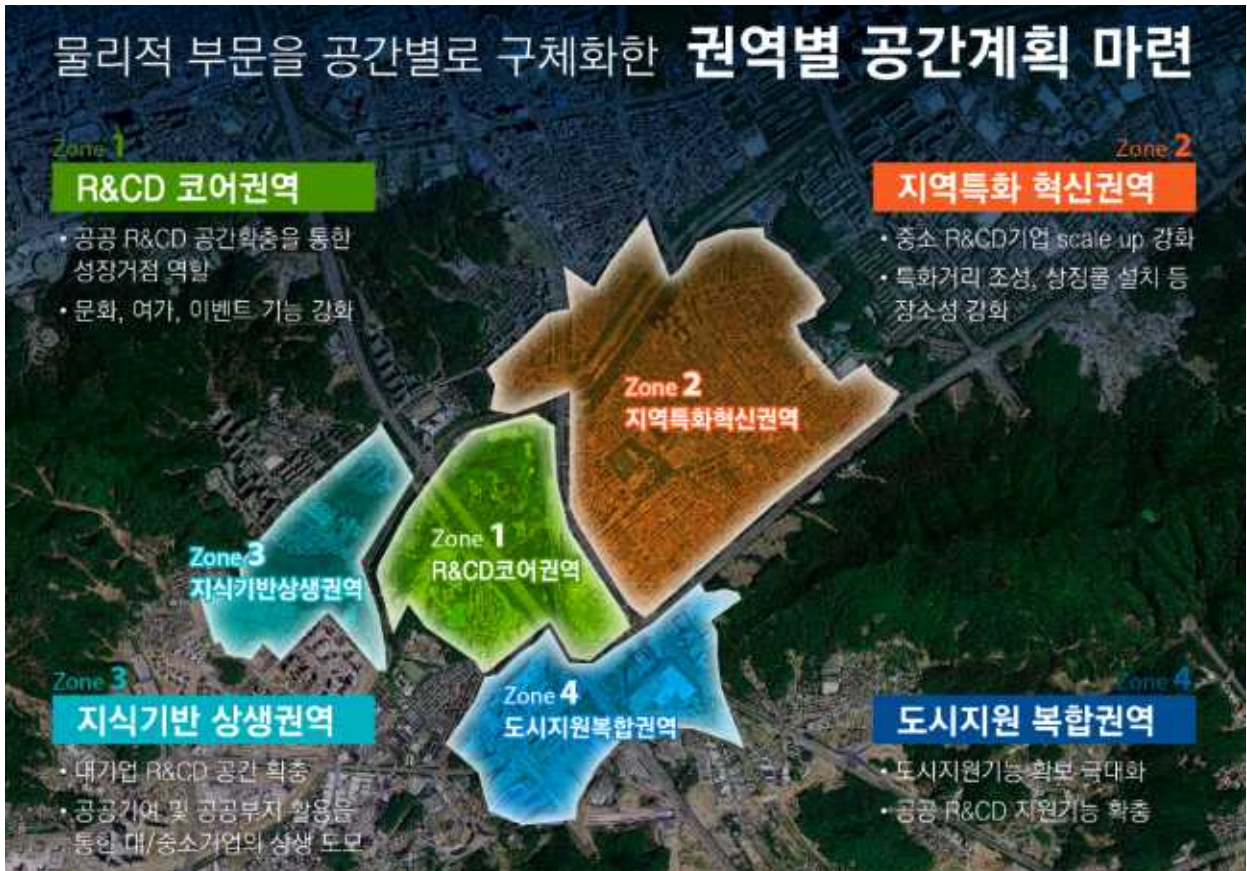 물리적 부문을 공간별로 구체화한 권역별 공간계획 마련
Zone 1
R&CD 코어권역
• 공공 R&CD 공간확충을 통한
성장거점 역할
• 문화, 여가, 이벤트 기능 강화
Zone 2
지역특화 혁신권역
• 중소 R&CD기업 scale up 강화
• 특화거리 조성, 상징물 설치 등
장소성 강화
Zone 2
지역특화혁신권역
Zone 1
R&CD코어권역
Zone 3
지식기반상생권역
Zone 4
도시지원복합권역
Zone 3
지식기반 상생권역
• 대기업 R&CD 공간 확충
• 공공기여 및 공공부지 활용을
통한 대/중소기업의 상생 도모
Zone 4
도시지원 복합권역
• 도시지원기능 확보 극대화
• 공공 R&CD 지원기능 확충